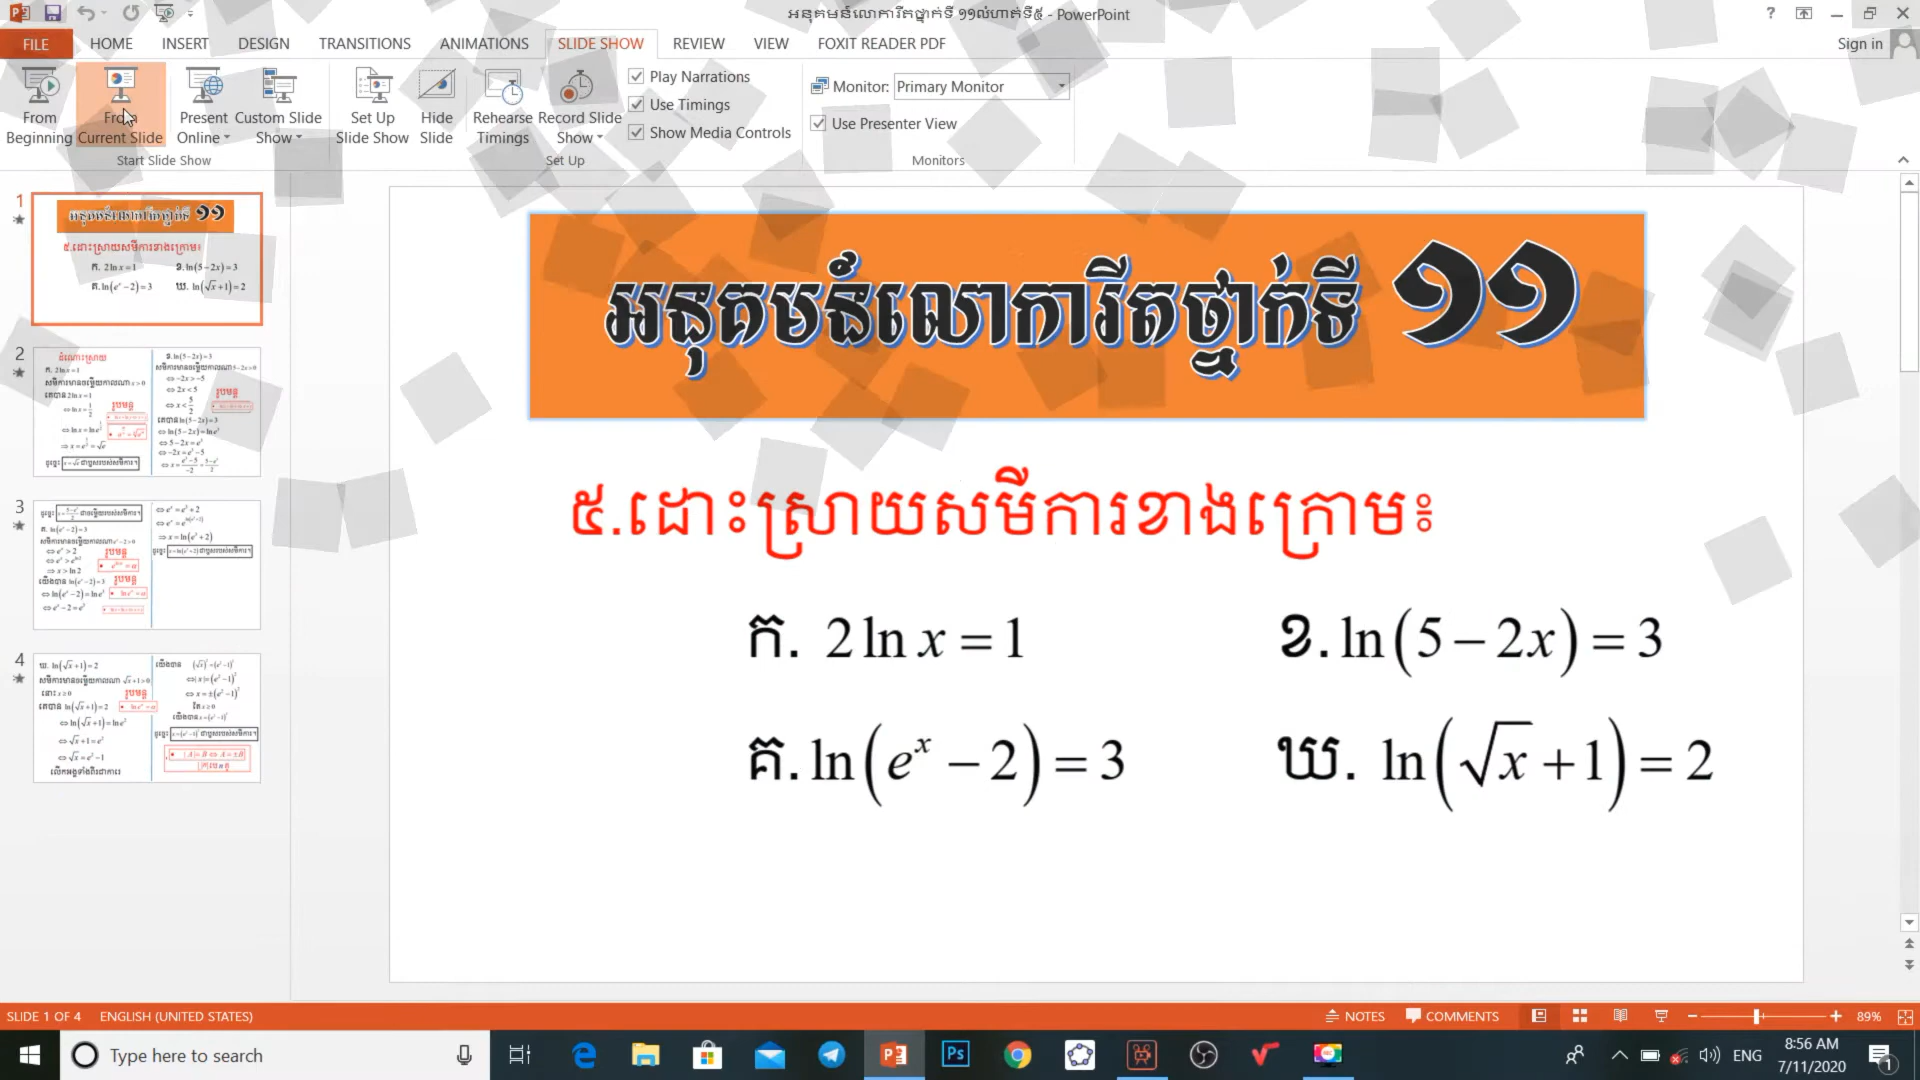 អនុគមន៍លោការីតថ្នាក់ទី ១១លំហាត់ទី៥ - PowerPoint
FILE HOME INSERT DESIGN TRANSITIONS ANIMATIONS SLIDE SHOW REVIEW VIEW FOXIT READER PDF Sign in
From Beginning
From Current Slide
Present Online
Custom Slide Show
Set Up Slide Show
Hide Slide
Rehearse Timings
Record Slide Show
Play Narrations
Use Timings
Show Media Controls
Monitor: Primary Monitor
Use Presenter View
Start Slide Show
Set Up
Monitors
1
2
3
4
អនុគមន៍លោការីតថ្នាក់ទី ១១
៥.ដោះស្រាយសមីការខាងក្រោម៖
ក. 2 ln x = 1
ខ. ln(5 − 2x) = 3
គ. ln(eˣ − 2) = 3
ឃ. ln(√x + 1) = 2
SLIDE 1 OF 4 ENGLISH (UNITED STATES) NOTES COMMENTS 89%
Type here to search
ENG
8:56 AM
7/11/2020
1